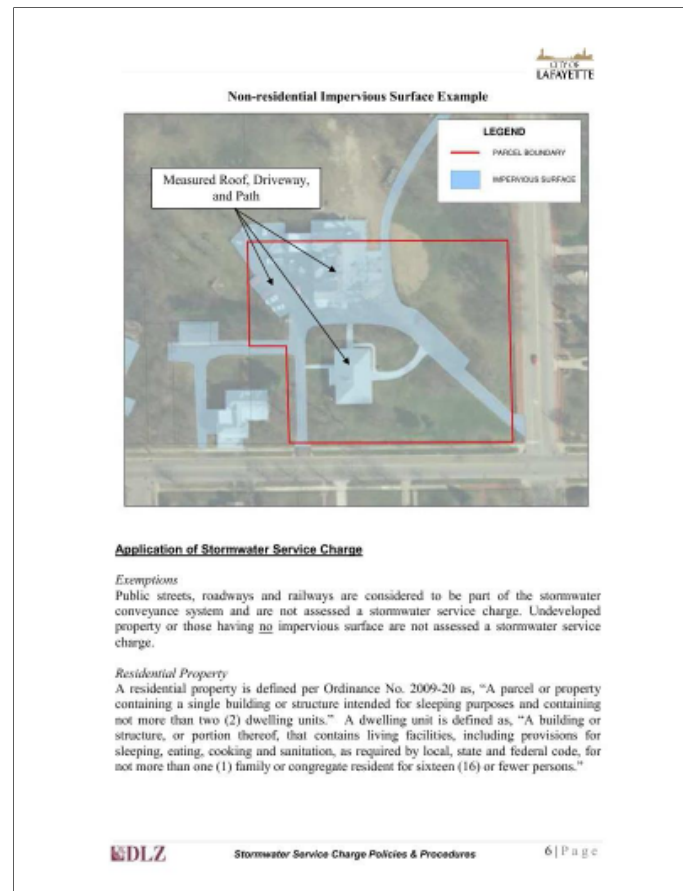 CITY OF
LAFAYETTE
Non-residential Impervious Surface Example
LEGEND
PARCEL BOUNDARY
IMPERVIOUS SURFACE
Measured Roof, Driveway,
and Path
Application of Stormwater Service Charge
Exemptions
Public streets, roadways and railways are considered to be part of the stormwater
conveyance system and are not assessed a stormwater service charge. Undeveloped
property or those having no impervious surface are not assessed a stormwater service
charge.
Residential Property
A residential property is defined per Ordinance No. 2009-20 as, “A parcel or property
containing a single building or structure intended for sleeping purposes and containing
not more than two (2) dwelling units.” A dwelling unit is defined as, “A building or
structure, or portion thereof, that contains living facilities, including provisions for
sleeping, eating, cooking and sanitation, as required by local, state and federal code, for
not more than one (1) family or congregate resident for sixteen (16) or fewer persons.”
DLZ
Stormwater Service Charge Policies & Procedures
6 | Page